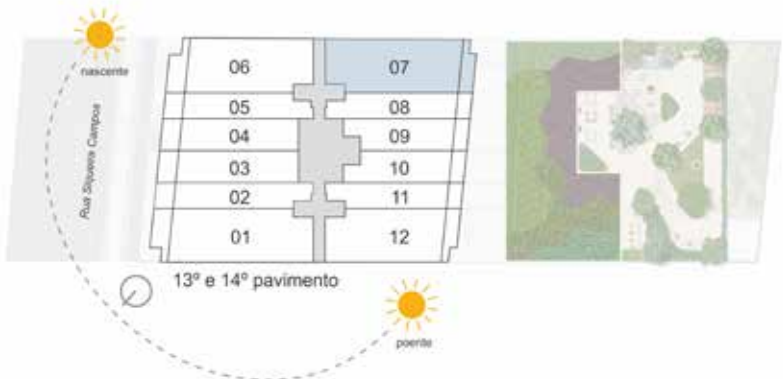 nascente
Rua Siqueira Campos
06 07
05 08
04 09
03 10
02 11
01 12
13º e 14º pavimento
poente